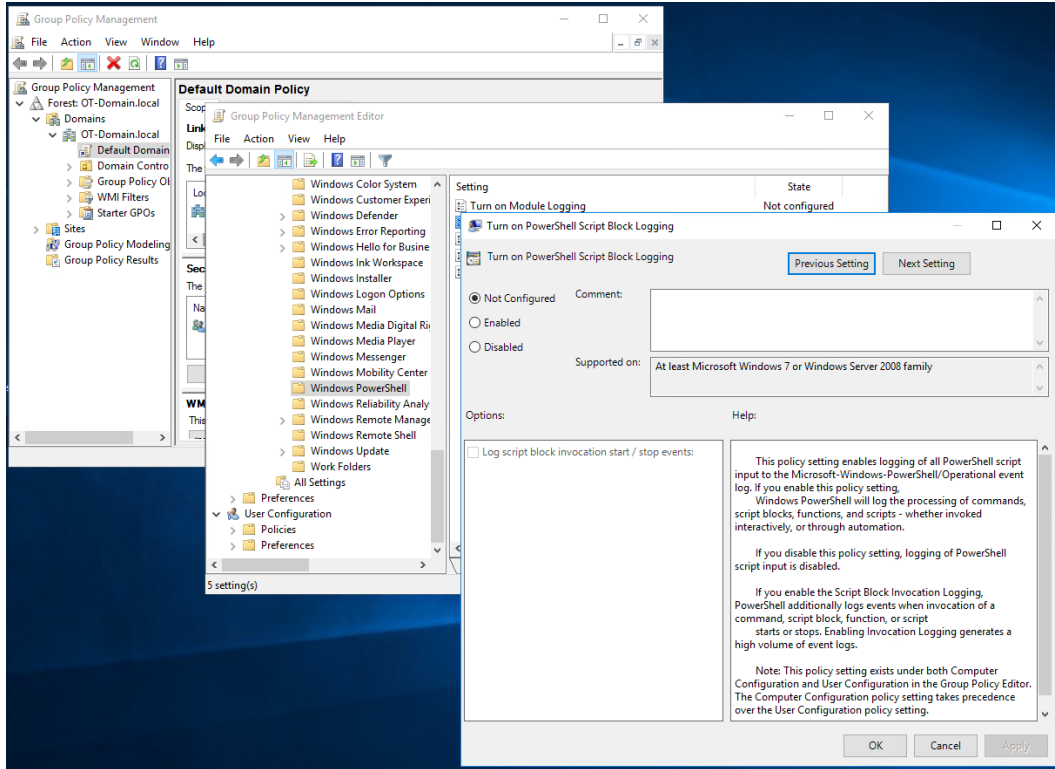 Group Policy Management
File Action View Window Help
Group Policy Management
Forest: OT-Domain.local
Domains
OT-Domain.local
Default Domain
Domain Contro
Group Policy Ob
WMI Filters
Starter GPOs
Sites
Group Policy Modeling
Group Policy Results
Default Domain Policy
Scop
Link
Displ
The
Loc
Sec
The
Na
WM
This
Group Policy Management Editor
File Action View Help
Windows Color System
Windows Customer Experi
Windows Defender
Windows Error Reporting
Windows Hello for Busine
Windows Ink Workspace
Windows Installer
Windows Logon Options
Windows Mail
Windows Media Digital Ri
Windows Media Player
Windows Messenger
Windows Mobility Center
Windows PowerShell
Windows Reliability Analy
Windows Remote Manage
Windows Remote Shell
Windows Update
Work Folders
All Settings
Preferences
User Configuration
Policies
Preferences
5 setting(s)
Setting State
Turn on Module Logging Not configured
Turn on PowerShell Script Block Logging
Turn on PowerShell Script Block Logging
Previous Setting Next Setting
Not Configured
Enabled
Disabled
Comment:
Supported on:
At least Microsoft Windows 7 or Windows Server 2008 family
Options:
Log script block invocation start / stop events:
Help:
This policy setting enables logging of all PowerShell script
input to the Microsoft-Windows-PowerShell/Operational event
log. If you enable this policy setting,
Windows PowerShell will log the processing of commands,
script blocks, functions, and scripts - whether invoked
interactively, or through automation.
If you disable this policy setting, logging of PowerShell
script input is disabled.
If you enable the Script Block Invocation Logging,
PowerShell additionally logs events when invocation of a
command, script block, function, or script
starts or stops. Enabling Invocation Logging generates a
high volume of event logs.
Note: This policy setting exists under both Computer
Configuration and User Configuration in the Group Policy Editor.
The Computer Configuration policy setting takes precedence
over the User Configuration policy setting.
OK Cancel Apply